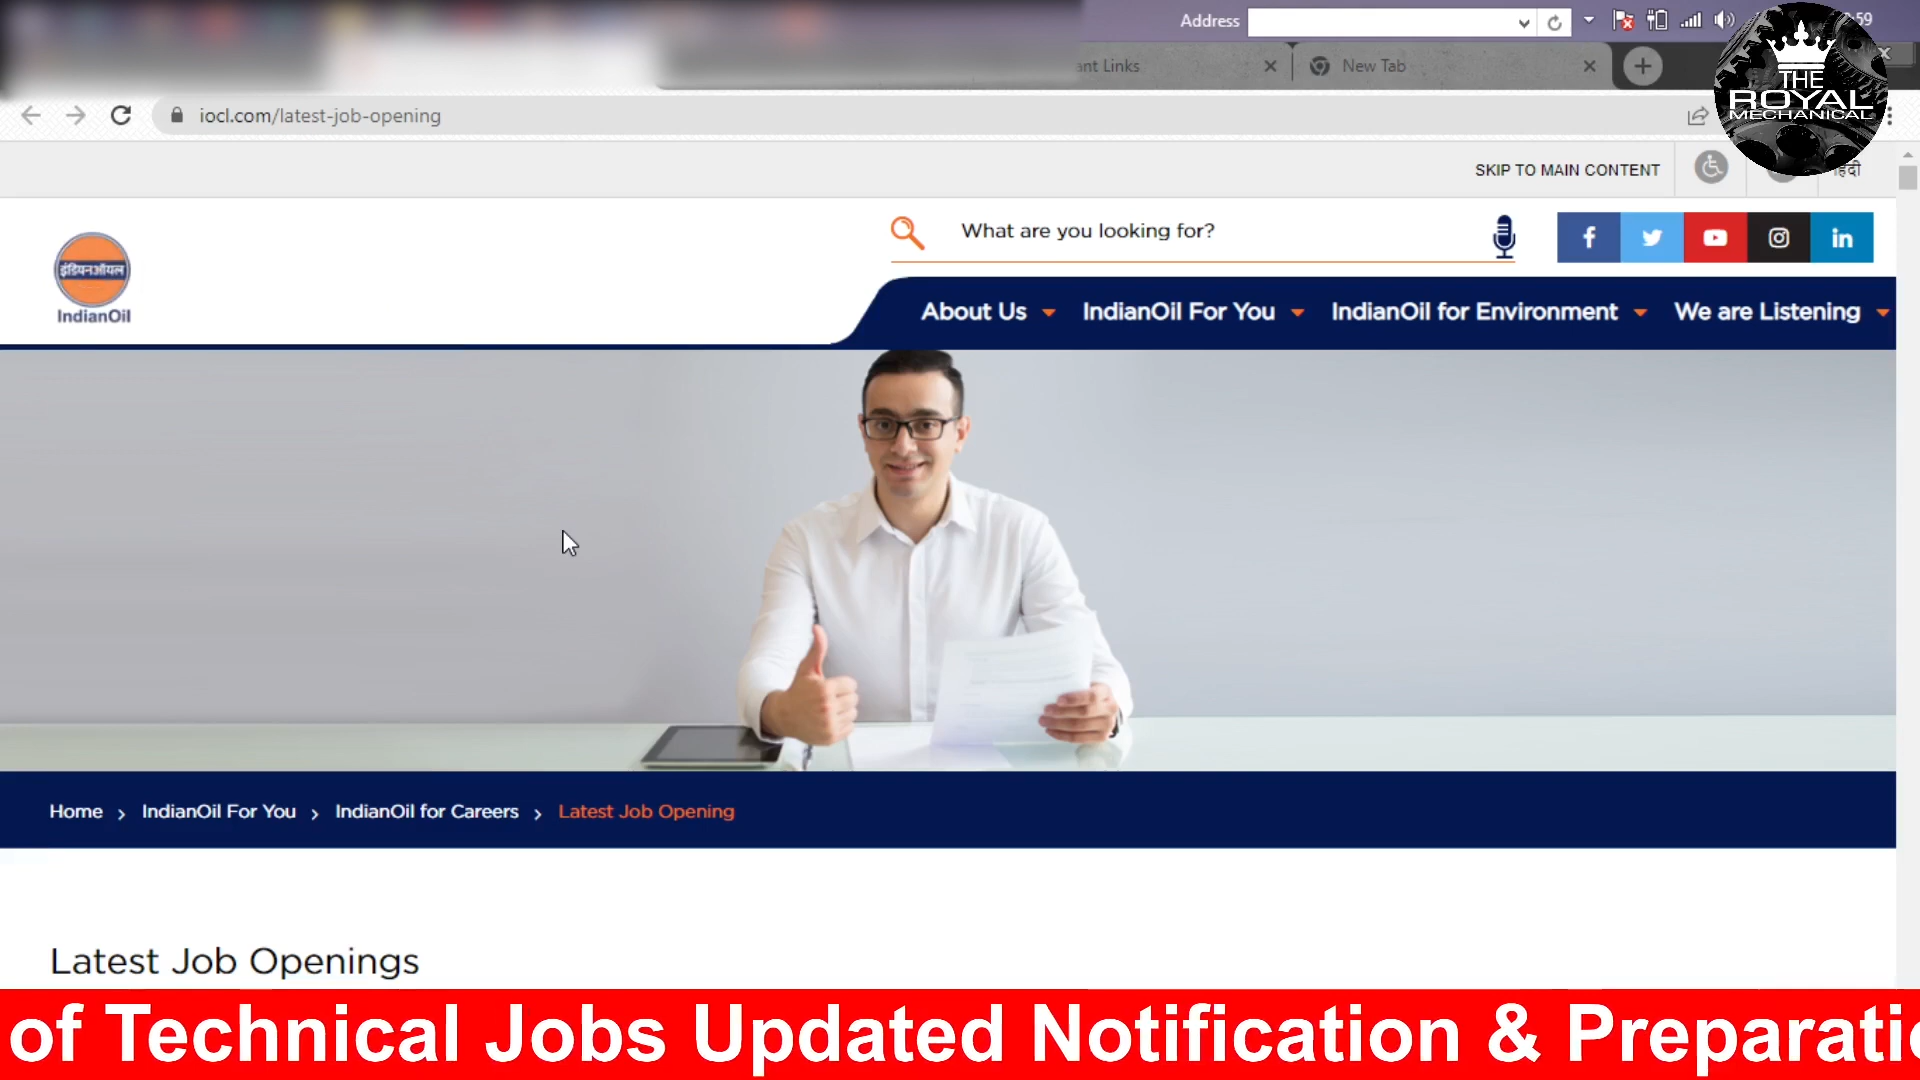 Address
:59
ant Links
New Tab
iocl.com/latest-job-opening
THE
ROYAL
MECHANICAL
SKIP TO MAIN CONTENT
हिंदी
What are you looking for?
इंडियनऑयल
IndianOil
About Us
IndianOil For You
IndianOil for Environment
We are Listening
Home > IndianOil For You > IndianOil for Careers > Latest Job Opening
Latest Job Openings
of Technical Jobs Updated Notification & Preparatio